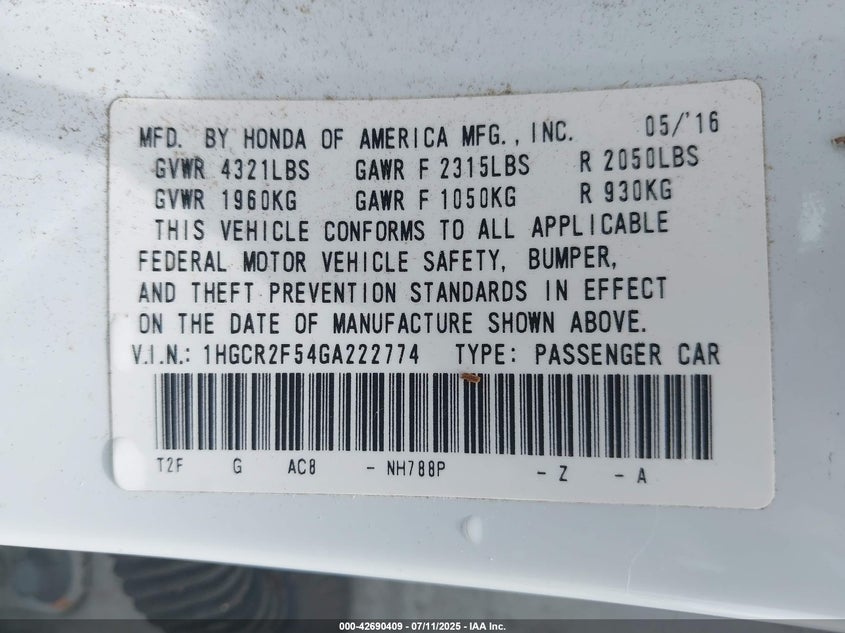 MFD. BY HONDA OF AMERICA MFG., INC. 05/'16
GVWR 4321LBS GAWR F 2315LBS R 2050LBS
GVWR 1960KG GAWR F 1050KG R 930KG
THIS VEHICLE CONFORMS TO ALL APPLICABLE
FEDERAL MOTOR VEHICLE SAFETY, BUMPER,
AND THEFT PREVENTION STANDARDS IN EFFECT
ON THE DATE OF MANUFACTURE SHOWN ABOVE.
V.I.N.: 1HGCR2F54GA222774 TYPE: PASSENGER CAR
T2F G AC8 - NH788P - Z - A
000-42690409 - 07/11/2025 - IAA Inc.